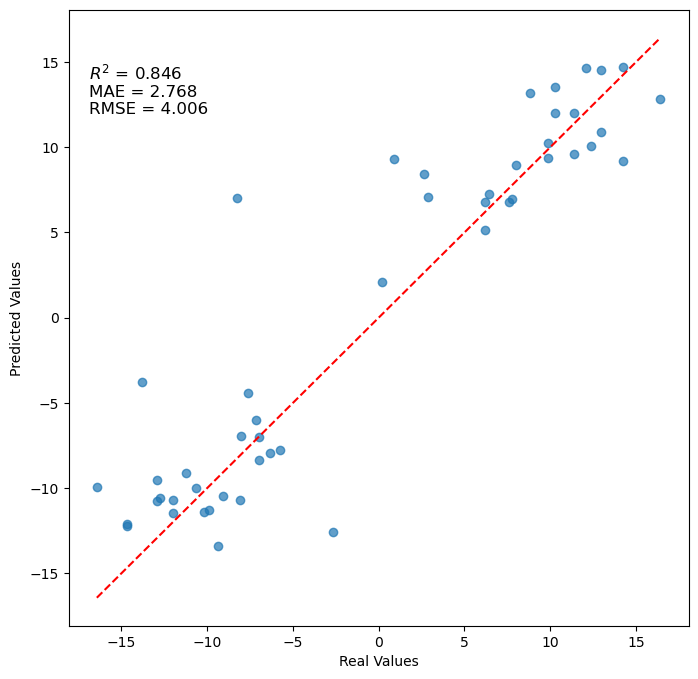 R² = 0.846
MAE = 2.768
RMSE = 4.006
15
10
5
0
−5
−10
−15
Predicted Values
−15 −10 −5 0 5 10 15
Real Values